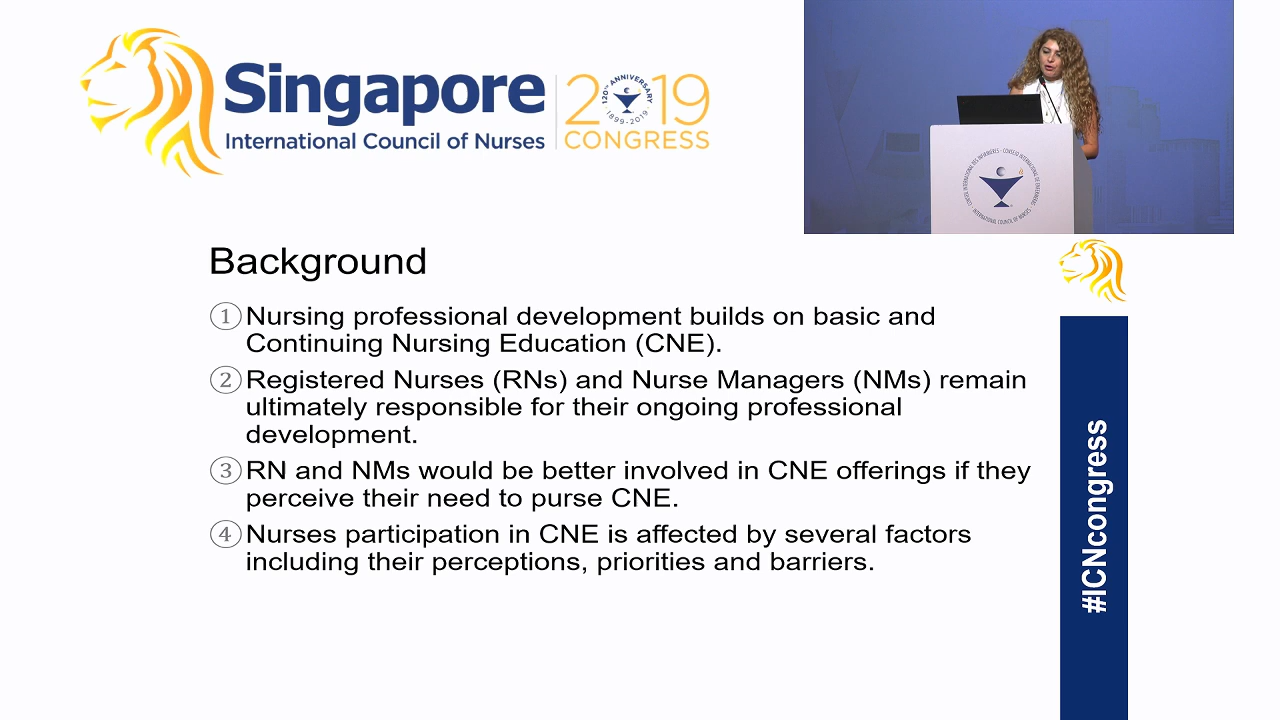 Singapore
International Council of Nurses
2019
CONGRESS
120TH ANNIVERSARY
1899-2019
INTERNATIONAL COUNCIL OF NURSES
Background
① Nursing professional development builds on basic and
Continuing Nursing Education (CNE).
② Registered Nurses (RNs) and Nurse Managers (NMs) remain
ultimately responsible for their ongoing professional
development.
③ RN and NMs would be better involved in CNE offerings if they
perceive their need to purse CNE.
④ Nurses participation in CNE is affected by several factors
including their perceptions, priorities and barriers.
#ICNcongress